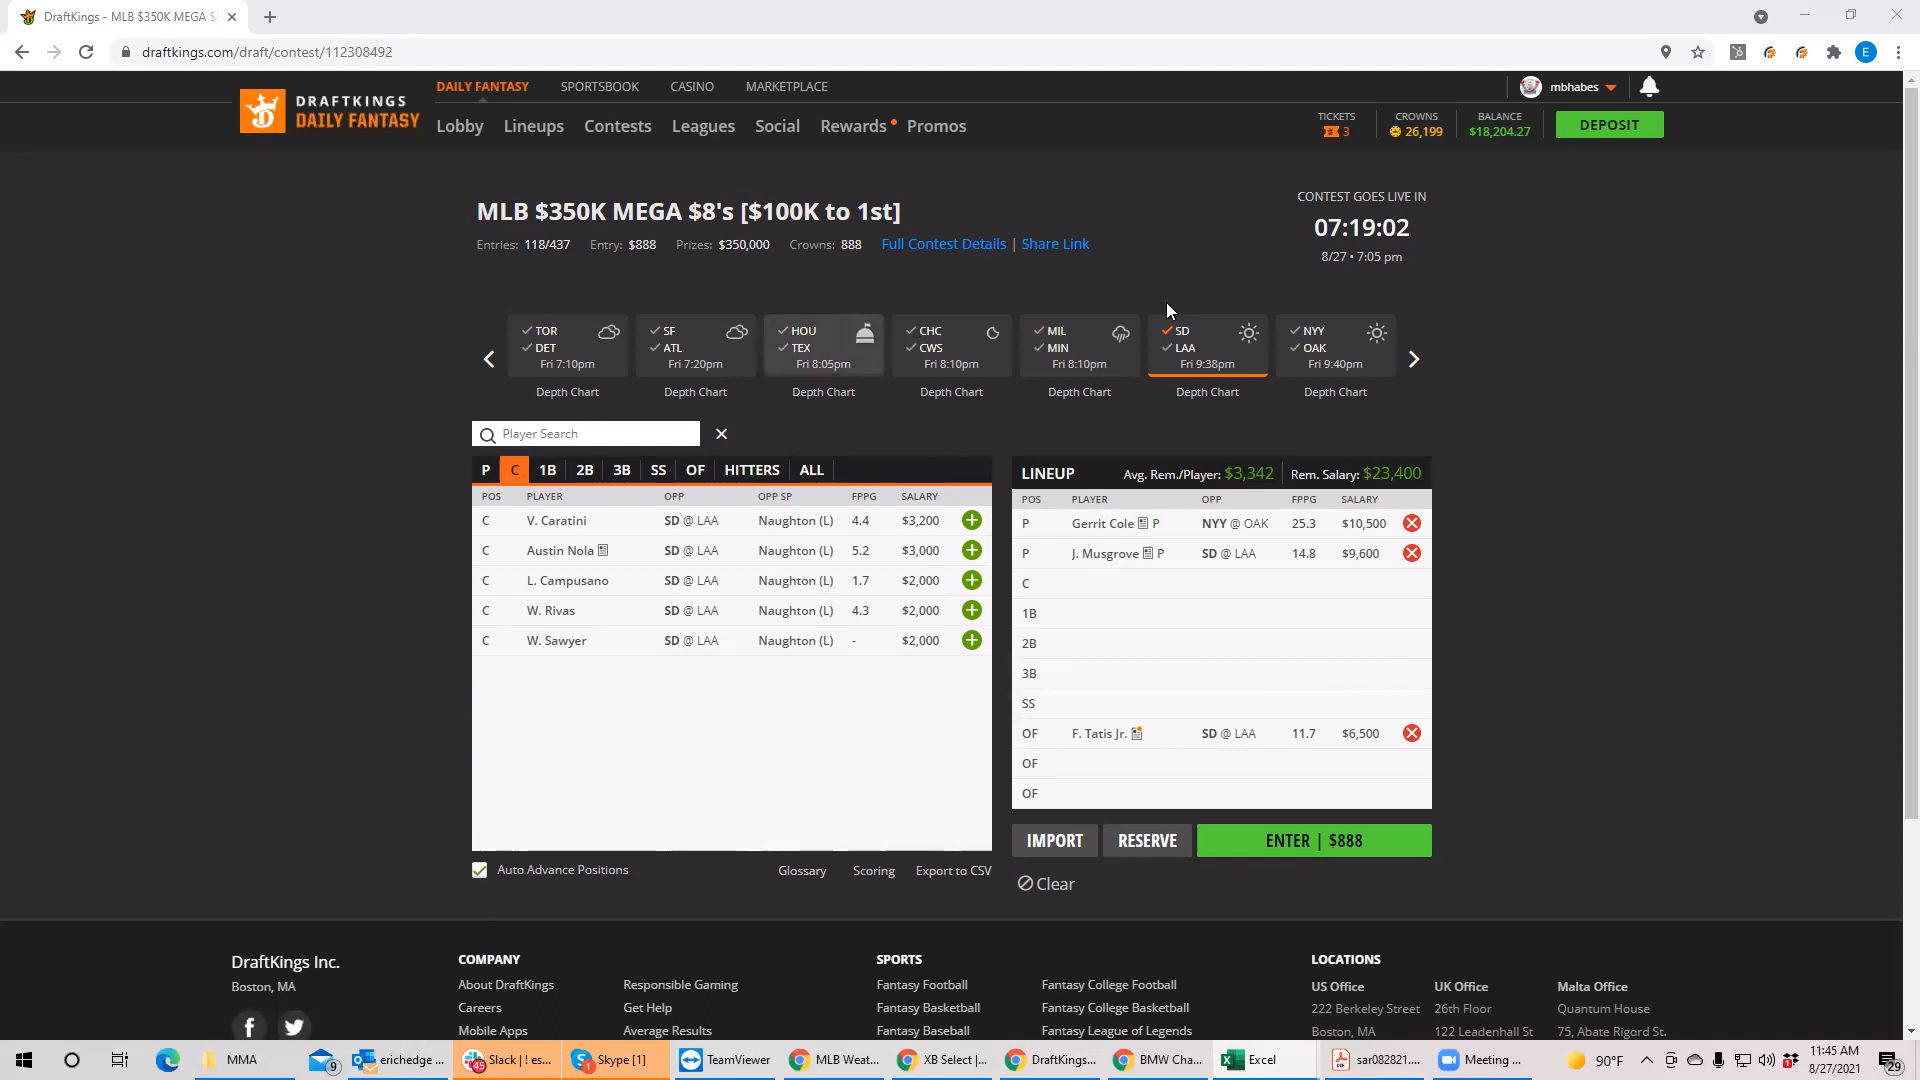 DraftKings - MLB $350K MEGA $
draftkings.com/draft/contest/112308492
E
DRAFTKINGS
DAILY FANTASY
DAILY FANTASY SPORTSBOOK CASINO MARKETPLACE
mbhabes
Lobby Lineups Contests Leagues Social Rewards Promos
TICKETS
3
CROWNS
26,199
BALANCE
$18,204.27
DEPOSIT
MLB $350K MEGA $8's [$100K to 1st]
Entries: 118/437 Entry: $888 Prizes: $350,000 Crowns: 888 Full Contest Details | Share Link
CONTEST GOES LIVE IN
07:19:02
8/27 • 7:05 pm
TOR
DET
Fri 7:10pm
Depth Chart
SF
ATL
Fri 7:20pm
Depth Chart
HOU
TEX
Fri 8:05pm
Depth Chart
CHC
CWS
Fri 8:10pm
Depth Chart
MIL
MIN
Fri 8:10pm
Depth Chart
SD
LAA
Fri 9:38pm
Depth Chart
NYY
OAK
Fri 9:40pm
Depth Chart
Player Search
P C 1B 2B 3B SS OF HITTERS ALL
POS PLAYER OPP OPP SP FPPG SALARY
C V. Caratini SD @ LAA Naughton (L) 4.4 $3,200
C Austin Nola SD @ LAA Naughton (L) 5.2 $3,000
C L. Campusano SD @ LAA Naughton (L) 1.7 $2,000
C W. Rivas SD @ LAA Naughton (L) 4.3 $2,000
C W. Sawyer SD @ LAA Naughton (L) - $2,000
Auto Advance Positions Glossary Scoring Export to CSV
LINEUP Avg. Rem./Player: $3,342 Rem. Salary: $23,400
POS PLAYER OPP FPPG SALARY
P Gerrit Cole P NYY @ OAK 25.3 $10,500
P J. Musgrove P SD @ LAA 14.8 $9,600
C
1B
2B
3B
SS
OF F. Tatis Jr. SD @ LAA 11.7 $6,500
OF
OF
IMPORT RESERVE ENTER | $888
Clear
DraftKings Inc.
Boston, MA
COMPANY
About DraftKings Responsible Gaming
Careers Get Help
Mobile Apps Average Results
SPORTS
Fantasy Football Fantasy College Football
Fantasy Basketball Fantasy College Basketball
Fantasy Baseball Fantasy League of Legends
LOCATIONS
US Office UK Office Malta Office
222 Berkeley Street 26th Floor Quantum House
Boston, MA 122 Leadenhall St 75, Abate Rigord St.
MMA 9 erichedge ... 45 Slack | ! es... 1 Skype [1] TeamViewer MLB Weat... XB Select |... DraftKings... BMW Cha... Excel sar082821.... Meeting ... 90°F 11:45 AM
8/27/2021 29